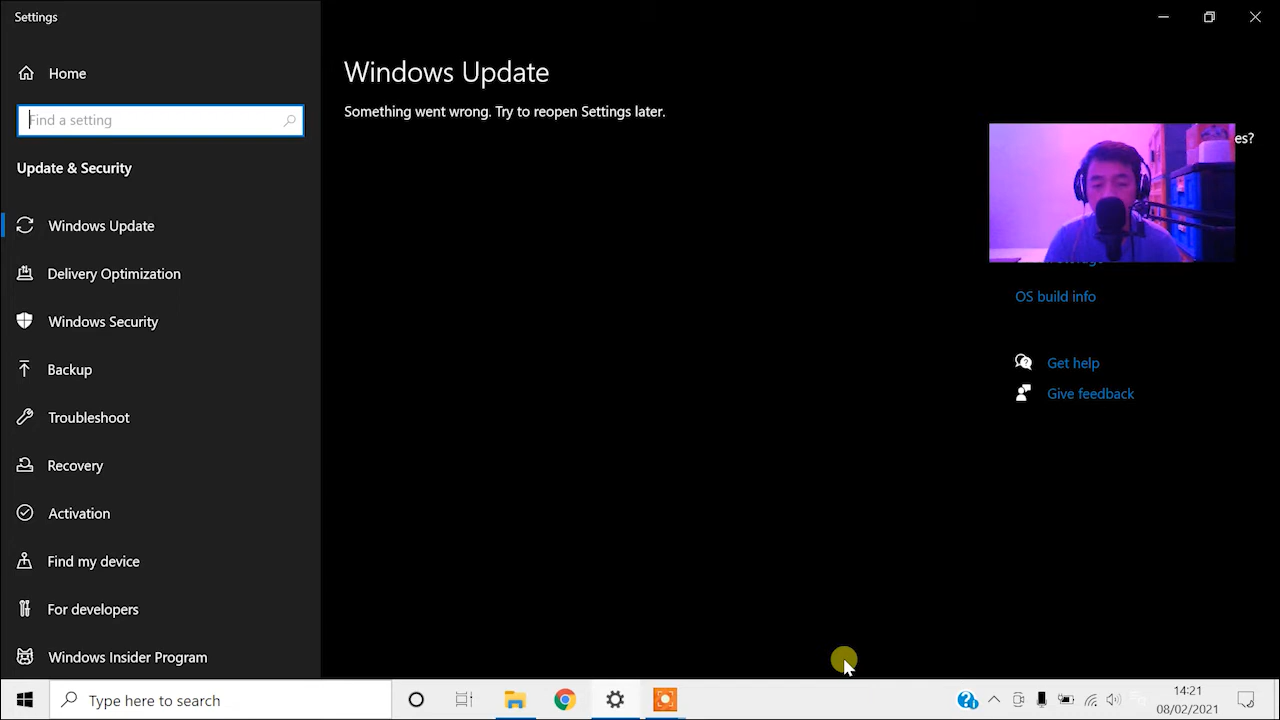 Settings
Home
Find a setting
Update & Security
Windows Update
Delivery Optimization
Windows Security
Backup
Troubleshoot
Recovery
Activation
Find my device
For developers
Windows Insider Program
Windows Update
Something went wrong. Try to reopen Settings later.
es?
OS build info
Get help
Give feedback
Type here to search
14:21
08/02/2021